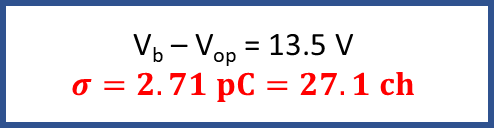 V_b – V_op = 13.5 V
σ = 2.71 pC = 27.1 ch